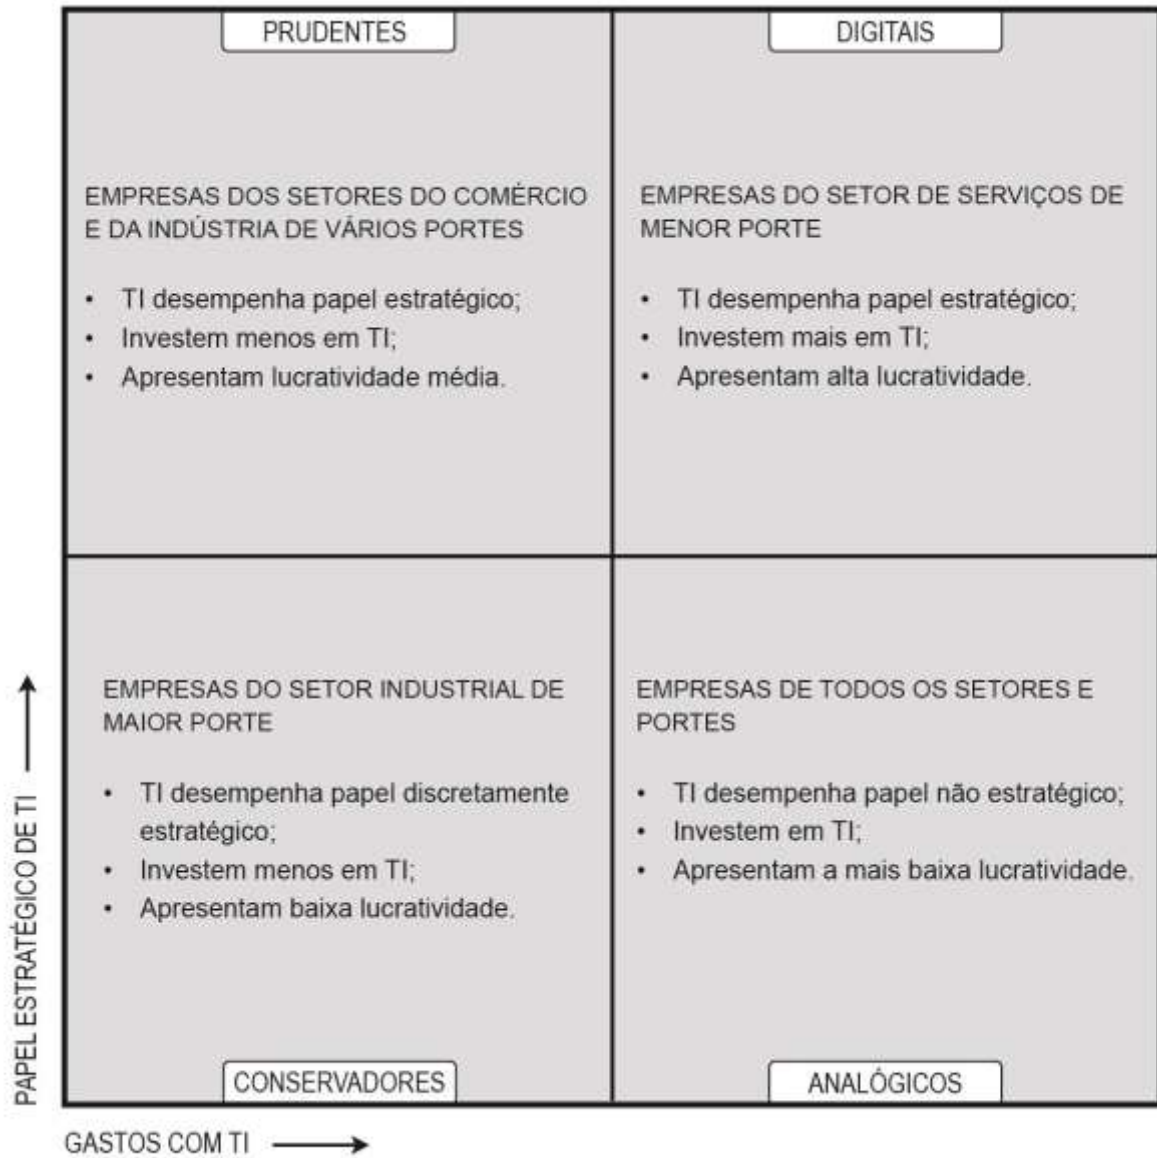 PRUDENTES
EMPRESAS DOS SETORES DO COMÉRCIO
E DA INDÚSTRIA DE VÁRIOS PORTES
• TI desempenha papel estratégico;
• Investem menos em TI;
• Apresentam lucratividade média.
DIGITAIS
EMPRESAS DO SETOR DE SERVIÇOS DE
MENOR PORTE
• TI desempenha papel estratégico;
• Investem mais em TI;
• Apresentam alta lucratividade.
EMPRESAS DO SETOR INDUSTRIAL DE
MAIOR PORTE
• TI desempenha papel discretamente
estratégico;
• Investem menos em TI;
• Apresentam baixa lucratividade.
CONSERVADORES
EMPRESAS DE TODOS OS SETORES E
PORTES
• TI desempenha papel não estratégico;
• Investem em TI;
• Apresentam a mais baixa lucratividade.
ANALÓGICOS
PAPEL ESTRATÉGICO DE TI
GASTOS COM TI